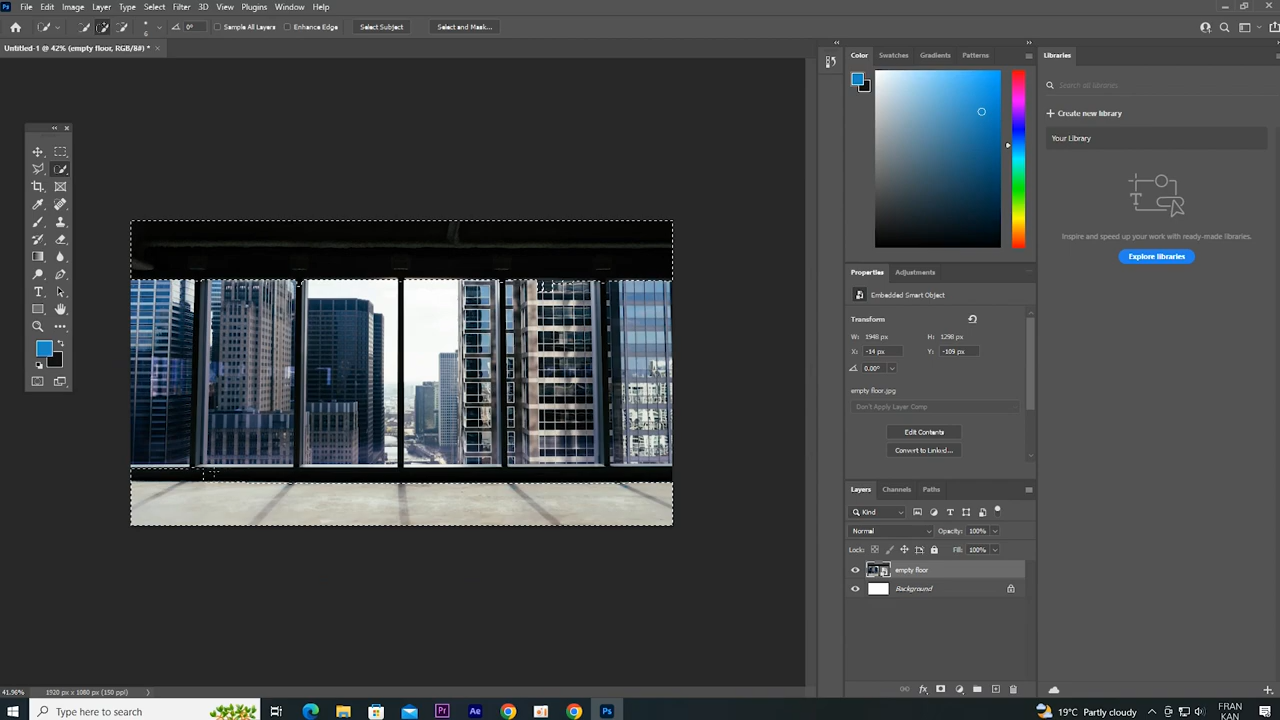 File Edit Image Layer Type Select Filter 3D View Plugins Window Help
0° Sample All Layers Enhance Edge Select Subject Select and Mask...
Untitled-1 @ 42% (empty floor, RGB/8#) *
Color Swatches Gradients Patterns
Libraries
Search all libraries
Create new library
Your Library
Inspire and speed up your work with ready-made libraries.
Explore libraries
Properties Adjustments
Embedded Smart Object
Transform
W: 1948 px H: 1298 px
X: -14 px Y: -109 px
0.00°
empty floor.jpg
Don't Apply Layer Comp
Edit Contents
Convert to Linked...
Layers Channels Paths
Kind
Normal Opacity: 100%
Lock: Fill: 100%
empty floor
Background
41.96% 1920 px x 1080 px (150 ppi)
Type here to search
19°C Partly cloudy
FRAN
KAN